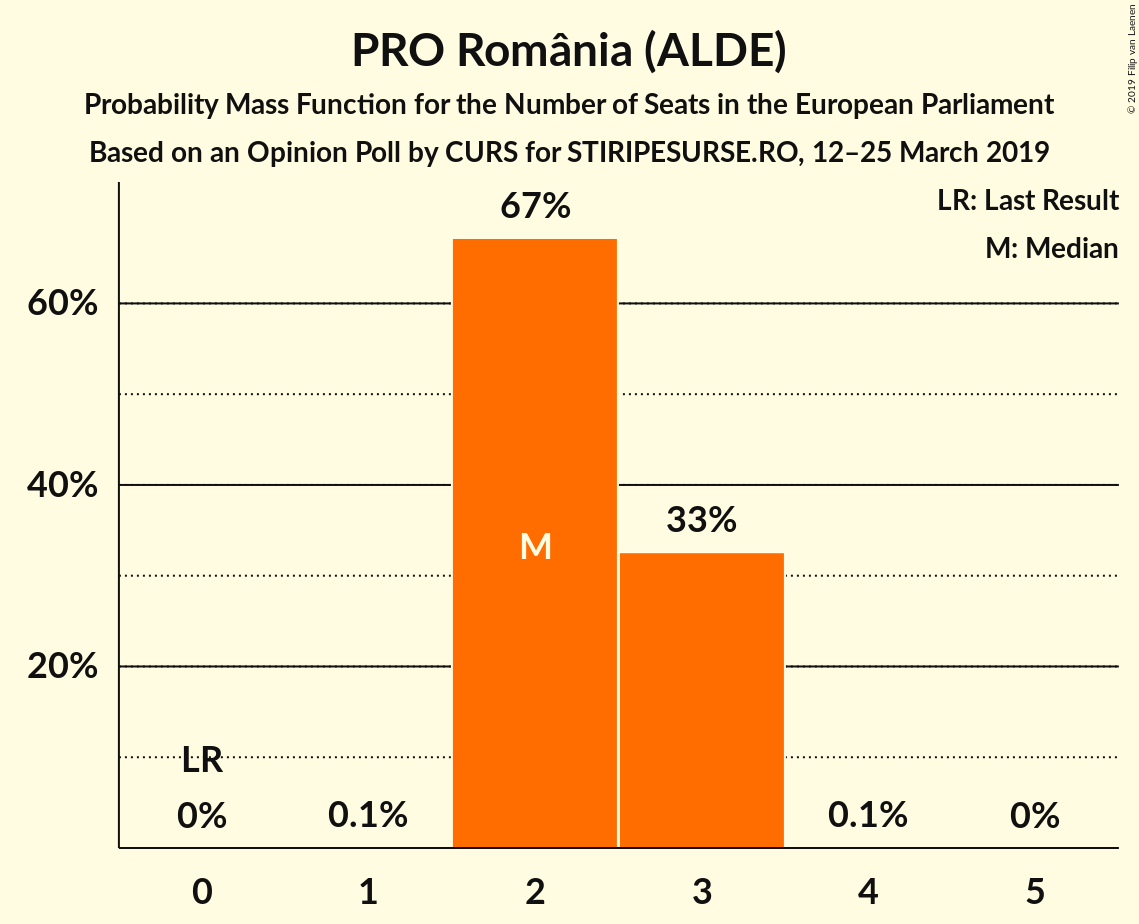 PRO România (ALDE)
Probability Mass Function for the Number of Seats in the European Parliament
Based on an Opinion Poll by CURS for STIRIPESURSE.RO, 12–25 March 2019
© 2019 Filip van Laenen
LR: Last Result
M: Median
67%
60%
33%
40%
M
20%
LR
0%
0.1%
0.1%
0%
0 1 2 3 4 5